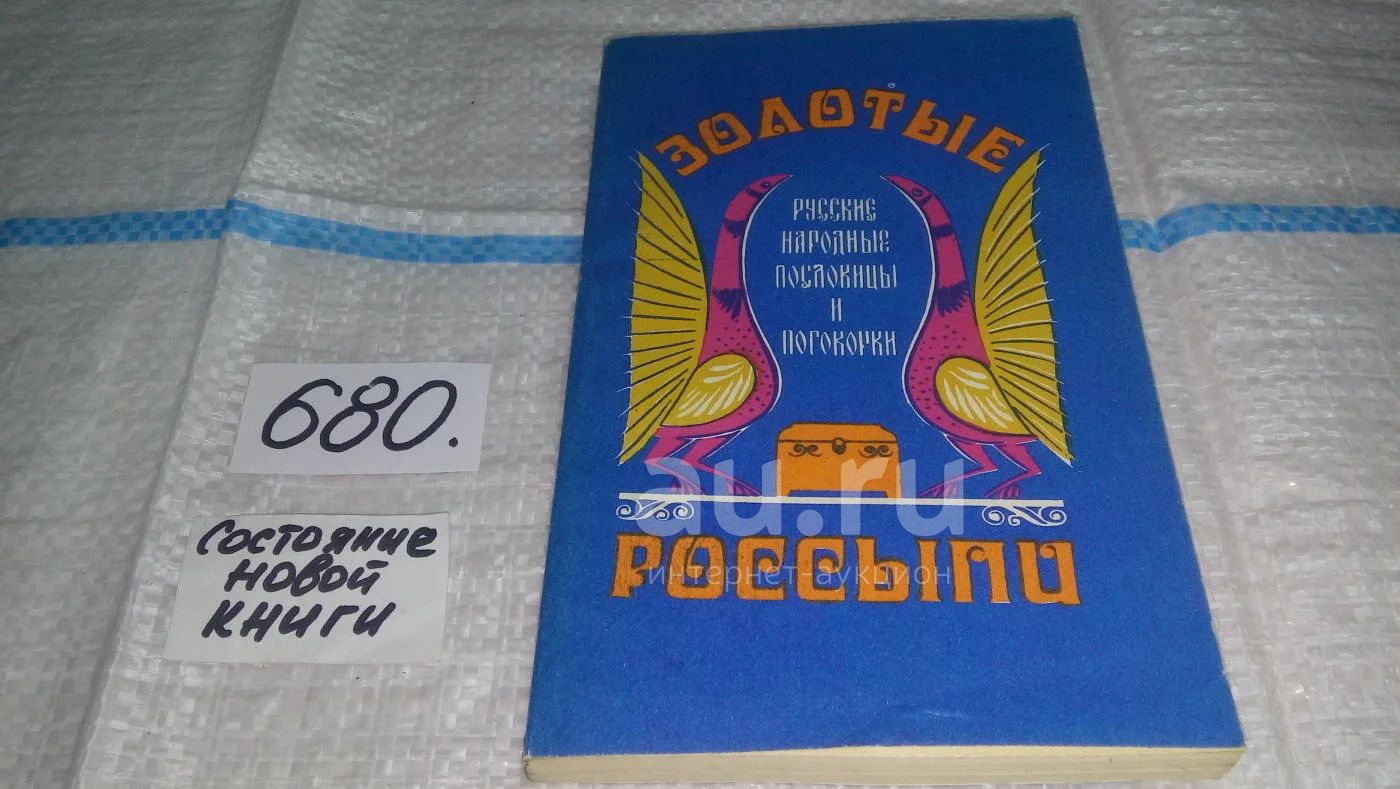 ЗОЛОТЫЕ
РУССКИЕ
НАРОДНЫЕ
ПОСЛОВИЦЫ
И
ПОГОВОРКИ
РОССЫПИ
680.
состояние
новой
книги
au.ru
интернет-аукцион